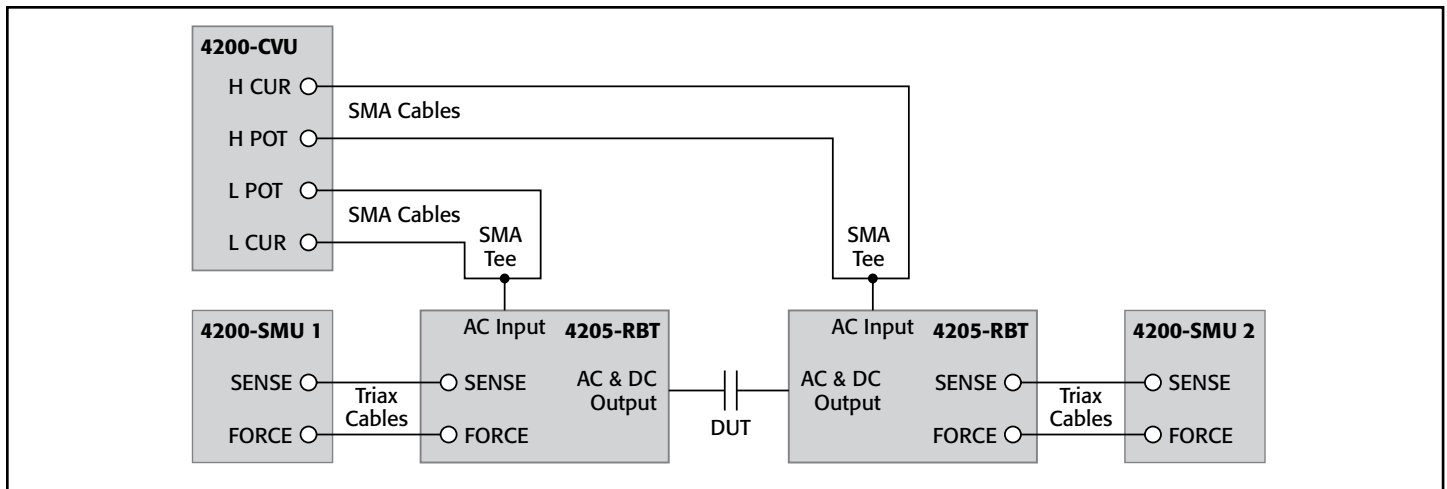 4200-CVU
H CUR
SMA Cables
H POT
L POT
SMA Cables
L CUR
SMA
Tee
SMA
Tee
4200-SMU 1
SENSE
FORCE
Triax
Cables
AC Input
4205-RBT
SENSE
FORCE
AC & DC
Output
DUT
AC Input
4205-RBT
AC & DC
Output
SENSE
FORCE
Triax
Cables
4200-SMU 2
SENSE
FORCE